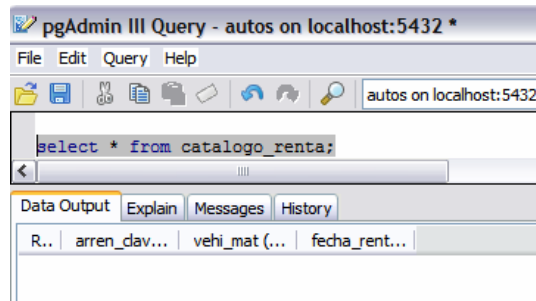 pgAdmin III Query - autos on localhost:5432 *
File Edit Query Help
autos on localhost:5432
select * from catalogo_renta;
Data Output Explain Messages History
R.. arren_clav... vehi_mat (... fecha_rent...